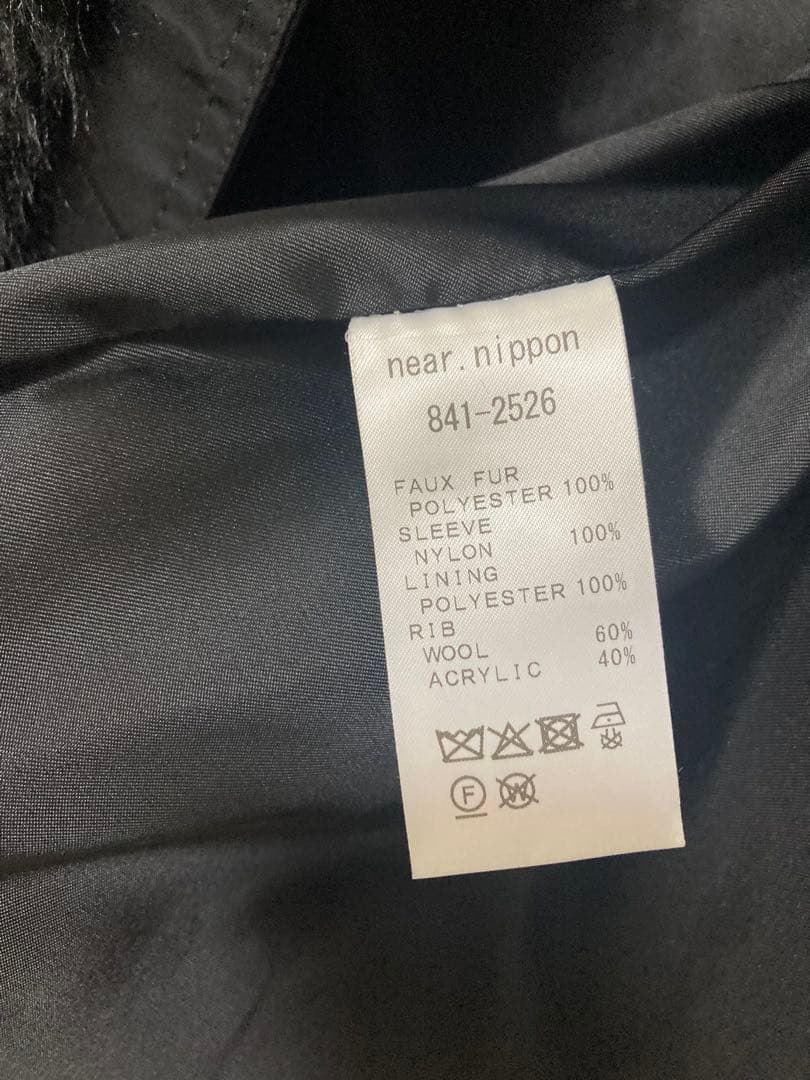 near.nippon
841-2526
FAUX FUR
POLYESTER 100%
SLEEVE
NYLON 100%
LINING
POLYESTER 100%
RIB
WOOL 60%
ACRYLIC 40%
F W